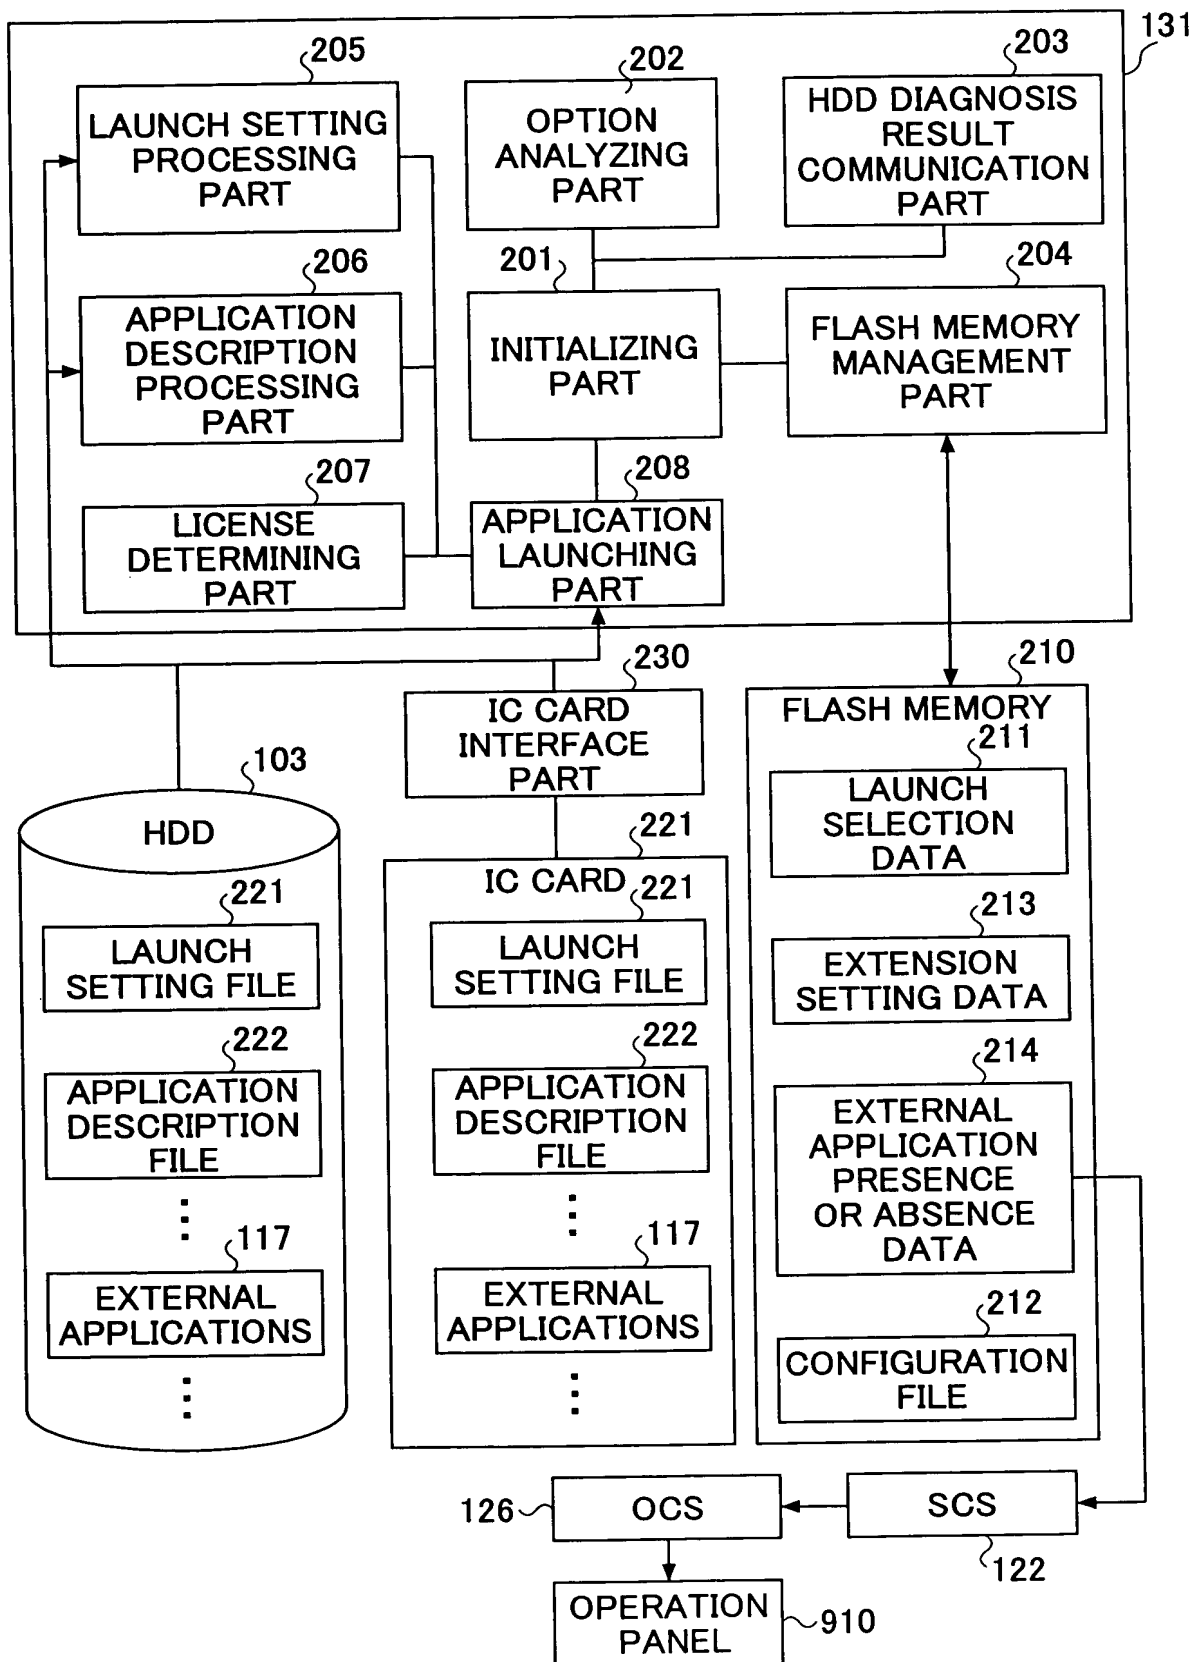 131
205
LAUNCH SETTING
PROCESSING
PART
202
OPTION
ANALYZING
PART
203
HDD DIAGNOSIS
RESULT
COMMUNICATION
PART
206
APPLICATION
DESCRIPTION
PROCESSING
PART
201
INITIALIZING
PART
204
FLASH MEMORY
MANAGEMENT
PART
207
LICENSE
DETERMINING
PART
208
APPLICATION
LAUNCHING
PART
103
HDD
221
LAUNCH
SETTING FILE
222
APPLICATION
DESCRIPTION
FILE
117
EXTERNAL
APPLICATIONS
230
IC CARD
INTERFACE
PART
221
IC CARD
221
LAUNCH
SETTING FILE
222
APPLICATION
DESCRIPTION
FILE
117
EXTERNAL
APPLICATIONS
210
FLASH MEMORY
211
LAUNCH
SELECTION
DATA
213
EXTENSION
SETTING DATA
214
EXTERNAL
APPLICATION
PRESENCE
OR ABSENCE
DATA
212
CONFIGURATION
FILE
126
OCS
SCS
122
OPERATION
PANEL
910